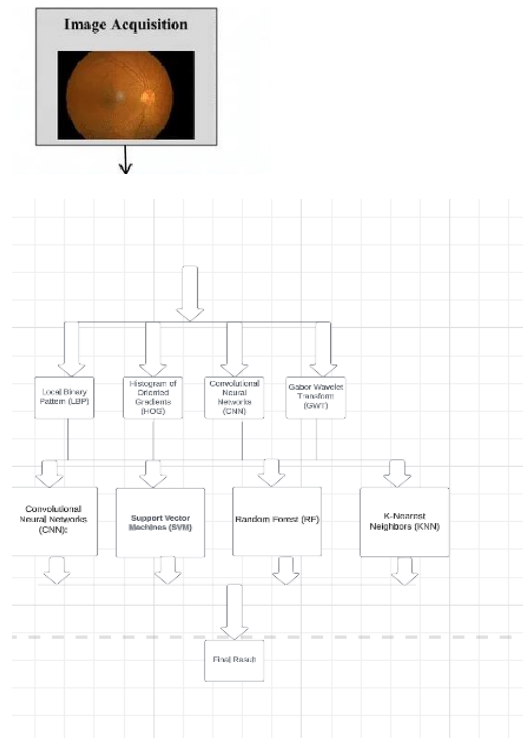 Image Acquisition
Local Binary
Pattern (LBP)
Histogram of
Oriented
Gradients
(HOG)
Convolutional
Neural
Networks
(CNN)
Gabor Wavelet
Transform
(GWT)
Convolutional
Neural Networks
(CNN):
Support Vector
Machines (SVM)
Random Forest (RF)
K-Nearest
Neighbors (KNN)
Final Result